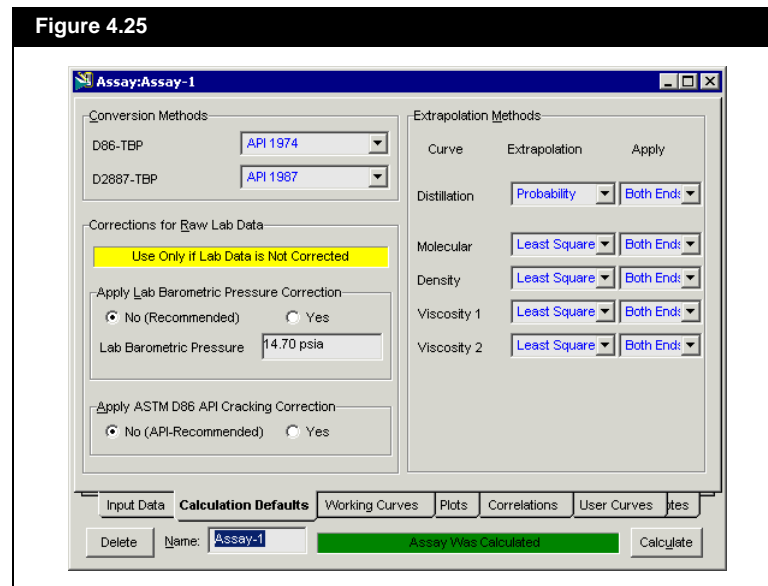 Figure 4.25
Assay:Assay-1
Conversion Methods
D86-TBP API 1974
D2887-TBP API 1987
Corrections for Raw Lab Data
Use Only if Lab Data is Not Corrected
Apply Lab Barometric Pressure Correction
No (Recommended) Yes
Lab Barometric Pressure 14.70 psia
Apply ASTM D86 API Cracking Correction
No (API-Recommended) Yes
Extrapolation Methods
Curve Extrapolation Apply
Distillation Probability Both Ends
Molecular Least Square Both Ends
Density Least Square Both Ends
Viscosity 1 Least Square Both Ends
Viscosity 2 Least Square Both Ends
Input Data Calculation Defaults Working Curves Plots Correlations User Curves tes
Delete Name: Assay-1 Assay Was Calculated Calculate